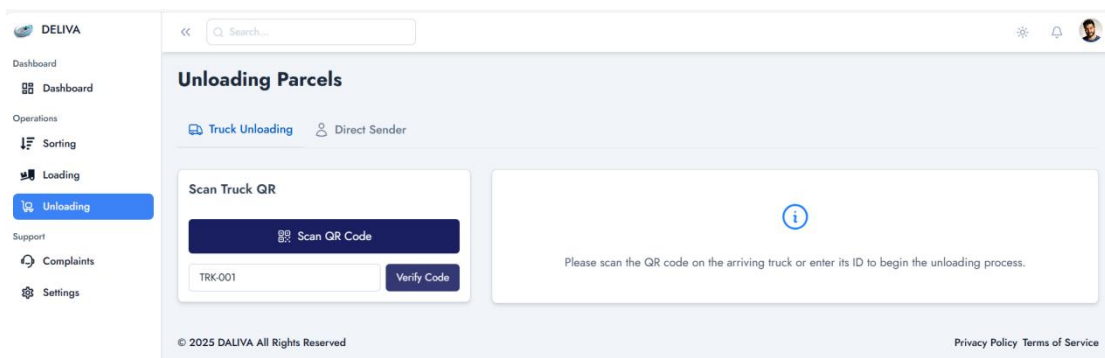 DELIVA
Search...
Dashboard
Dashboard
Operations
Sorting
Loading
Unloading
Support
Complaints
Settings
Unloading Parcels
Truck Unloading
Direct Sender
Scan Truck QR
Scan QR Code
TRK-001
Verify Code
Please scan the QR code on the arriving truck or enter its ID to begin the unloading process.
© 2025 DALIVA All Rights Reserved
Privacy Policy Terms of Service